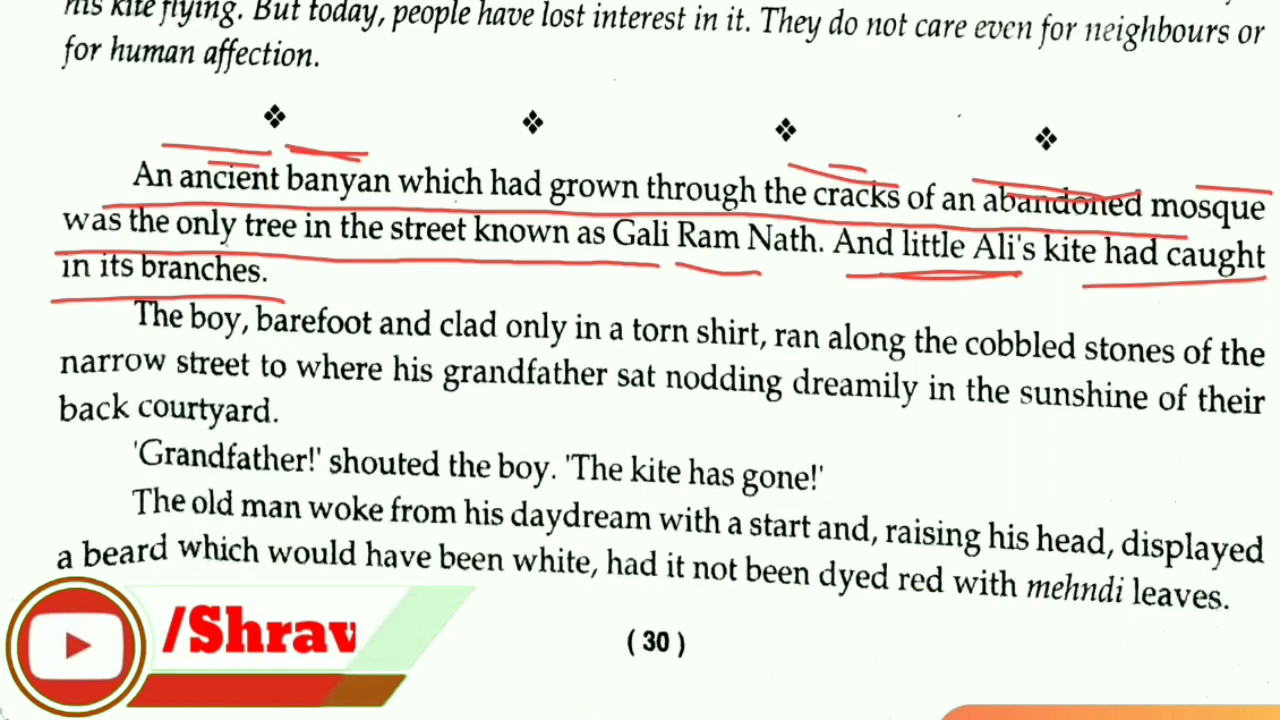 his kite flying. But today, people have lost interest in it. They do not care even for neighbours or
for human affection.
An ancient banyan which had grown through the cracks of an abandoned mosque
was the only tree in the street known as Gali Ram Nath. And little Ali's kite had caught
in its branches.
The boy, barefoot and clad only in a torn shirt, ran along the cobbled stones of the
narrow street to where his grandfather sat nodding dreamily in the sunshine of their
back courtyard.
'Grandfather!' shouted the boy. 'The kite has gone!'
The old man woke from his daydream with a start and, raising his head, displayed
a beard which would have been white, had it not been dyed red with mehndi leaves.
/Shrav
( 30 )